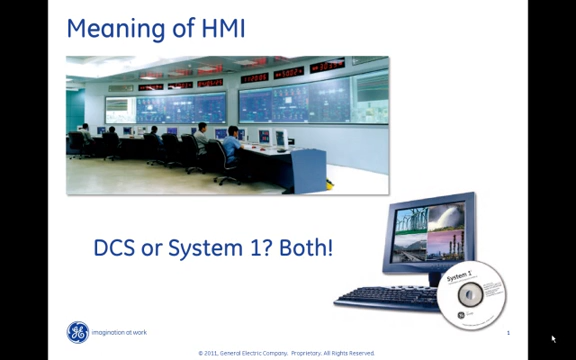 Meaning of HMI
DCS or System 1? Both!
System 1
imagination at work
1
© 2011, General Electric Company. Proprietary. All Rights Reserved.